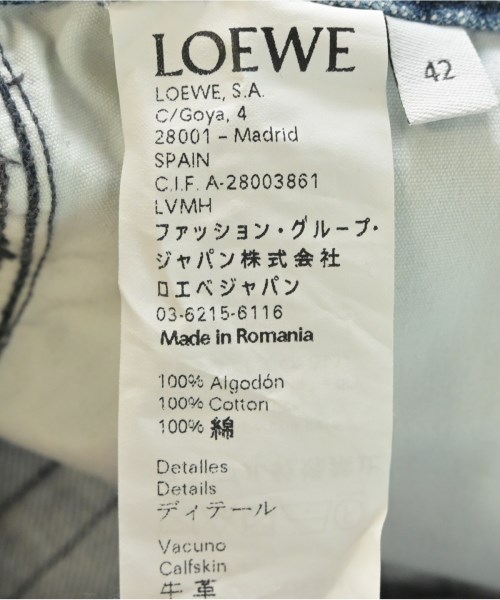 LOEWE
42
LOEWE, S.A.
C/Goya, 4
28001 – Madrid
SPAIN
C.I.F. A-28003861
LVMH
ファッション・グループ・
ジャパン株式会社
ロエベジャパン
03-6215-6116
Made in Romania
100% Algodón
100% Cotton
100% 綿
Detalles
Details
ディテール
Vacuno
Calfskin
牛革